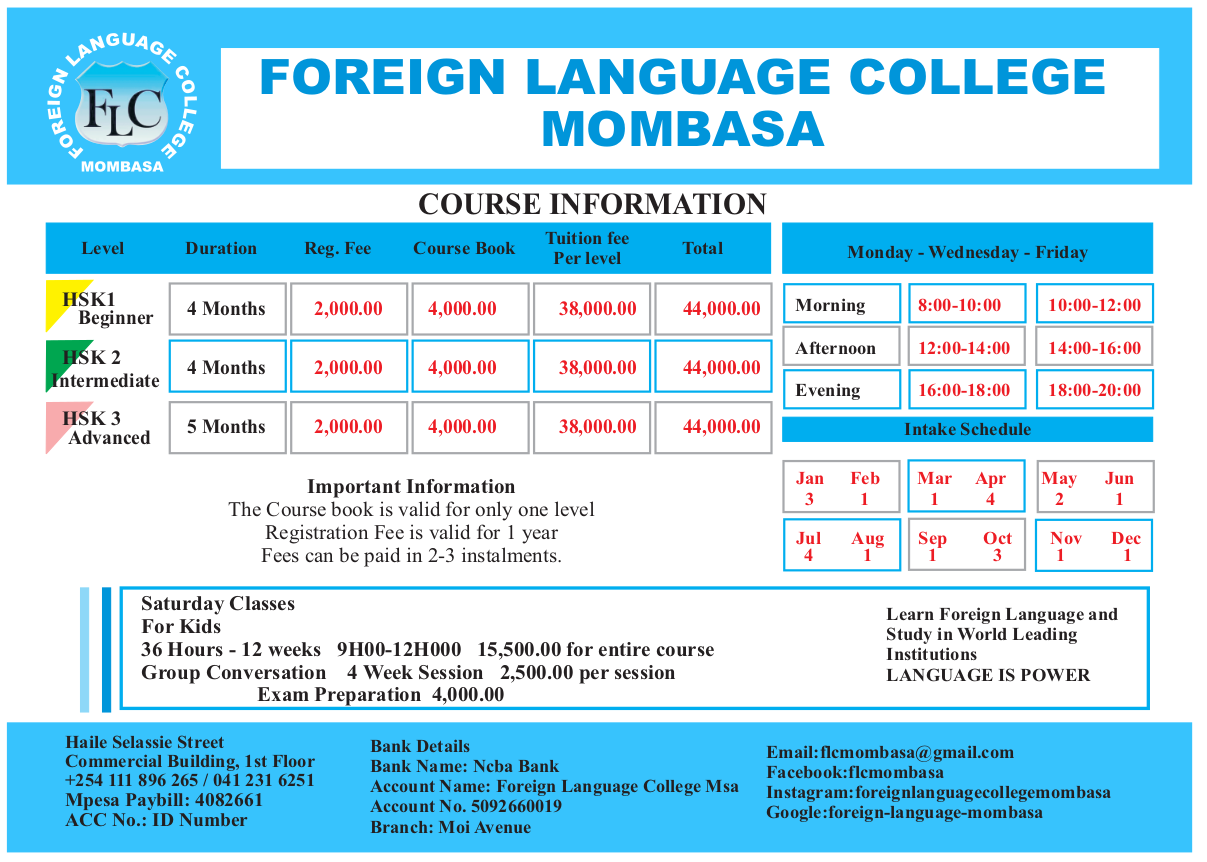 FOREIGN LANGUAGE COLLEGE
FLC
MOMBASA
FOREIGN LANGUAGE COLLEGE
MOMBASA
COURSE INFORMATION
Level Duration Reg. Fee Course Book Tuition fee Per level Total
HSK1 Beginner 4 Months 2,000.00 4,000.00 38,000.00 44,000.00
HSK 2 Intermediate 4 Months 2,000.00 4,000.00 38,000.00 44,000.00
HSK 3 Advanced 5 Months 2,000.00 4,000.00 38,000.00 44,000.00
Important Information
The Course book is valid for only one level
Registration Fee is valid for 1 year
Fees can be paid in 2-3 instalments.
Monday - Wednesday - Friday
Morning 8:00-10:00 10:00-12:00
Afternoon 12:00-14:00 14:00-16:00
Evening 16:00-18:00 18:00-20:00
Intake Schedule
Jan Feb Mar Apr May Jun
3 1 1 4 2 1
Jul Aug Sep Oct Nov Dec
4 1 1 3 1 1
Saturday Classes
For Kids
36 Hours - 12 weeks 9H00-12H000 15,500.00 for entire course
Group Conversation 4 Week Session 2,500.00 per session
Exam Preparation 4,000.00
Learn Foreign Language and
Study in World Leading
Institutions
LANGUAGE IS POWER
Haile Selassie Street
Commercial Building, 1st Floor
+254 111 896 265 / 041 231 6251
Mpesa Paybill: 4082661
ACC No.: ID Number
Bank Details
Bank Name: Ncba Bank
Account Name: Foreign Language College Msa
Account No. 5092660019
Branch: Moi Avenue
Email:flcmombasa@gmail.com
Facebook:flcmombasa
Instagram:foreignlanguagecollegemombasa
Google:foreign-language-mombasa